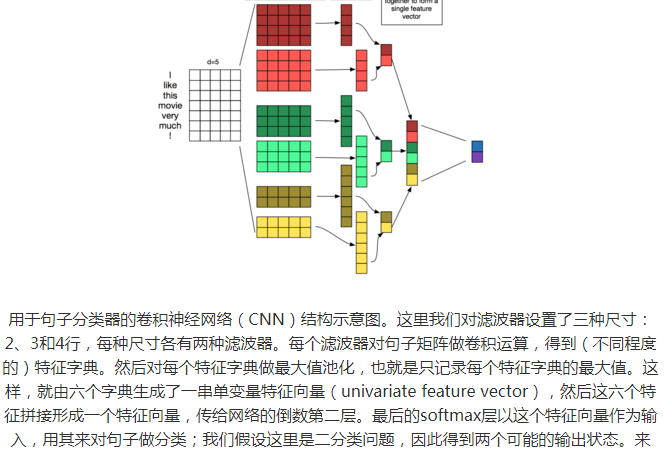 together to form a
single feature
vector
d=5
I
like
this
movie
very
much
!
用于句子分类器的卷积神经网络（CNN）结构示意图。这里我们对滤波器设置了三种尺寸：
2、3和4行，每种尺寸各有两种滤波器。每个滤波器对句子矩阵做卷积运算，得到（不同程度
的）特征字典。然后对每个特征字典做最大值池化，也就是只记录每个特征字典的最大值。这
样，就由六个字典生成了一串单变量特征向量（univariate feature vector），然后这六个特
征拼接形成一个特征向量，传给网络的倒数第二层。最后的softmax层以这个特征向量作为输
入，用其来对句子做分类；我们假设这里是二分类问题，因此得到两个可能的输出状态。来